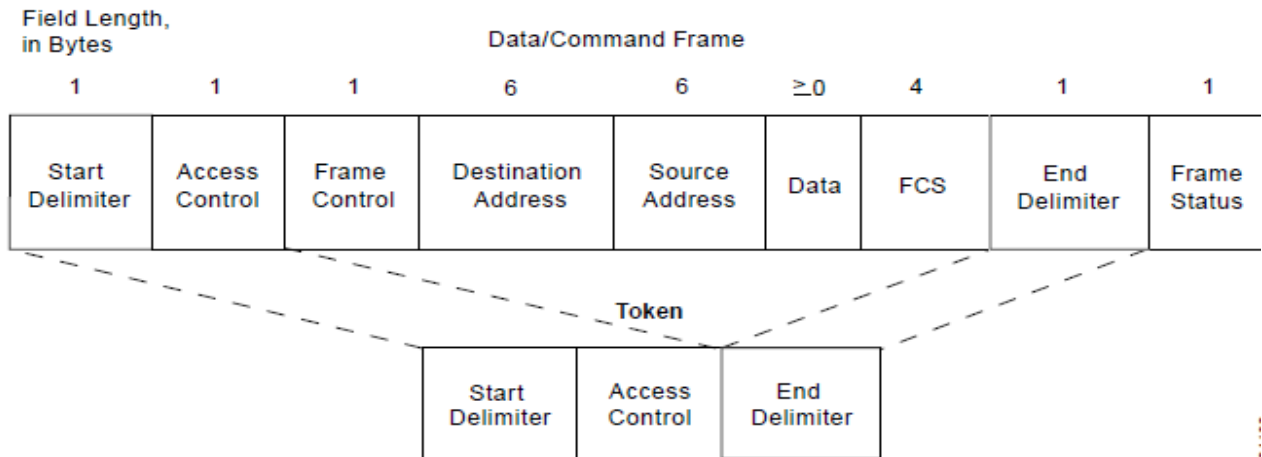 Field Length,
in Bytes
Data/Command Frame
1 1 1 6 6 ≥0 4 1 1
Start Delimiter
Access Control
Frame Control
Destination Address
Source Address
Data
FCS
End Delimiter
Frame Status
Token
Start Delimiter
Access Control
End Delimiter